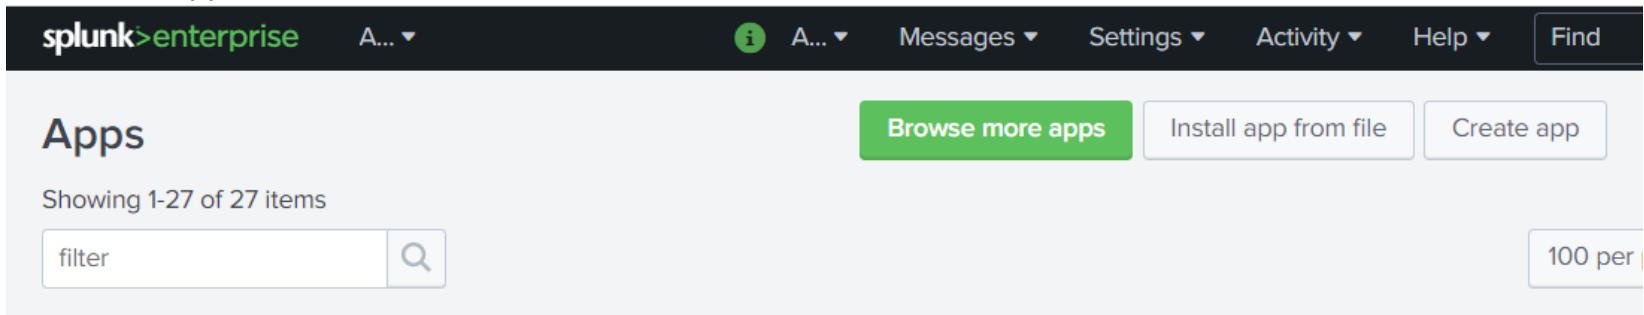 splunk>enterprise A... A... Messages Settings Activity Help Find
Apps Browse more apps Install app from file Create app
Showing 1-27 of 27 items
filter 100 per